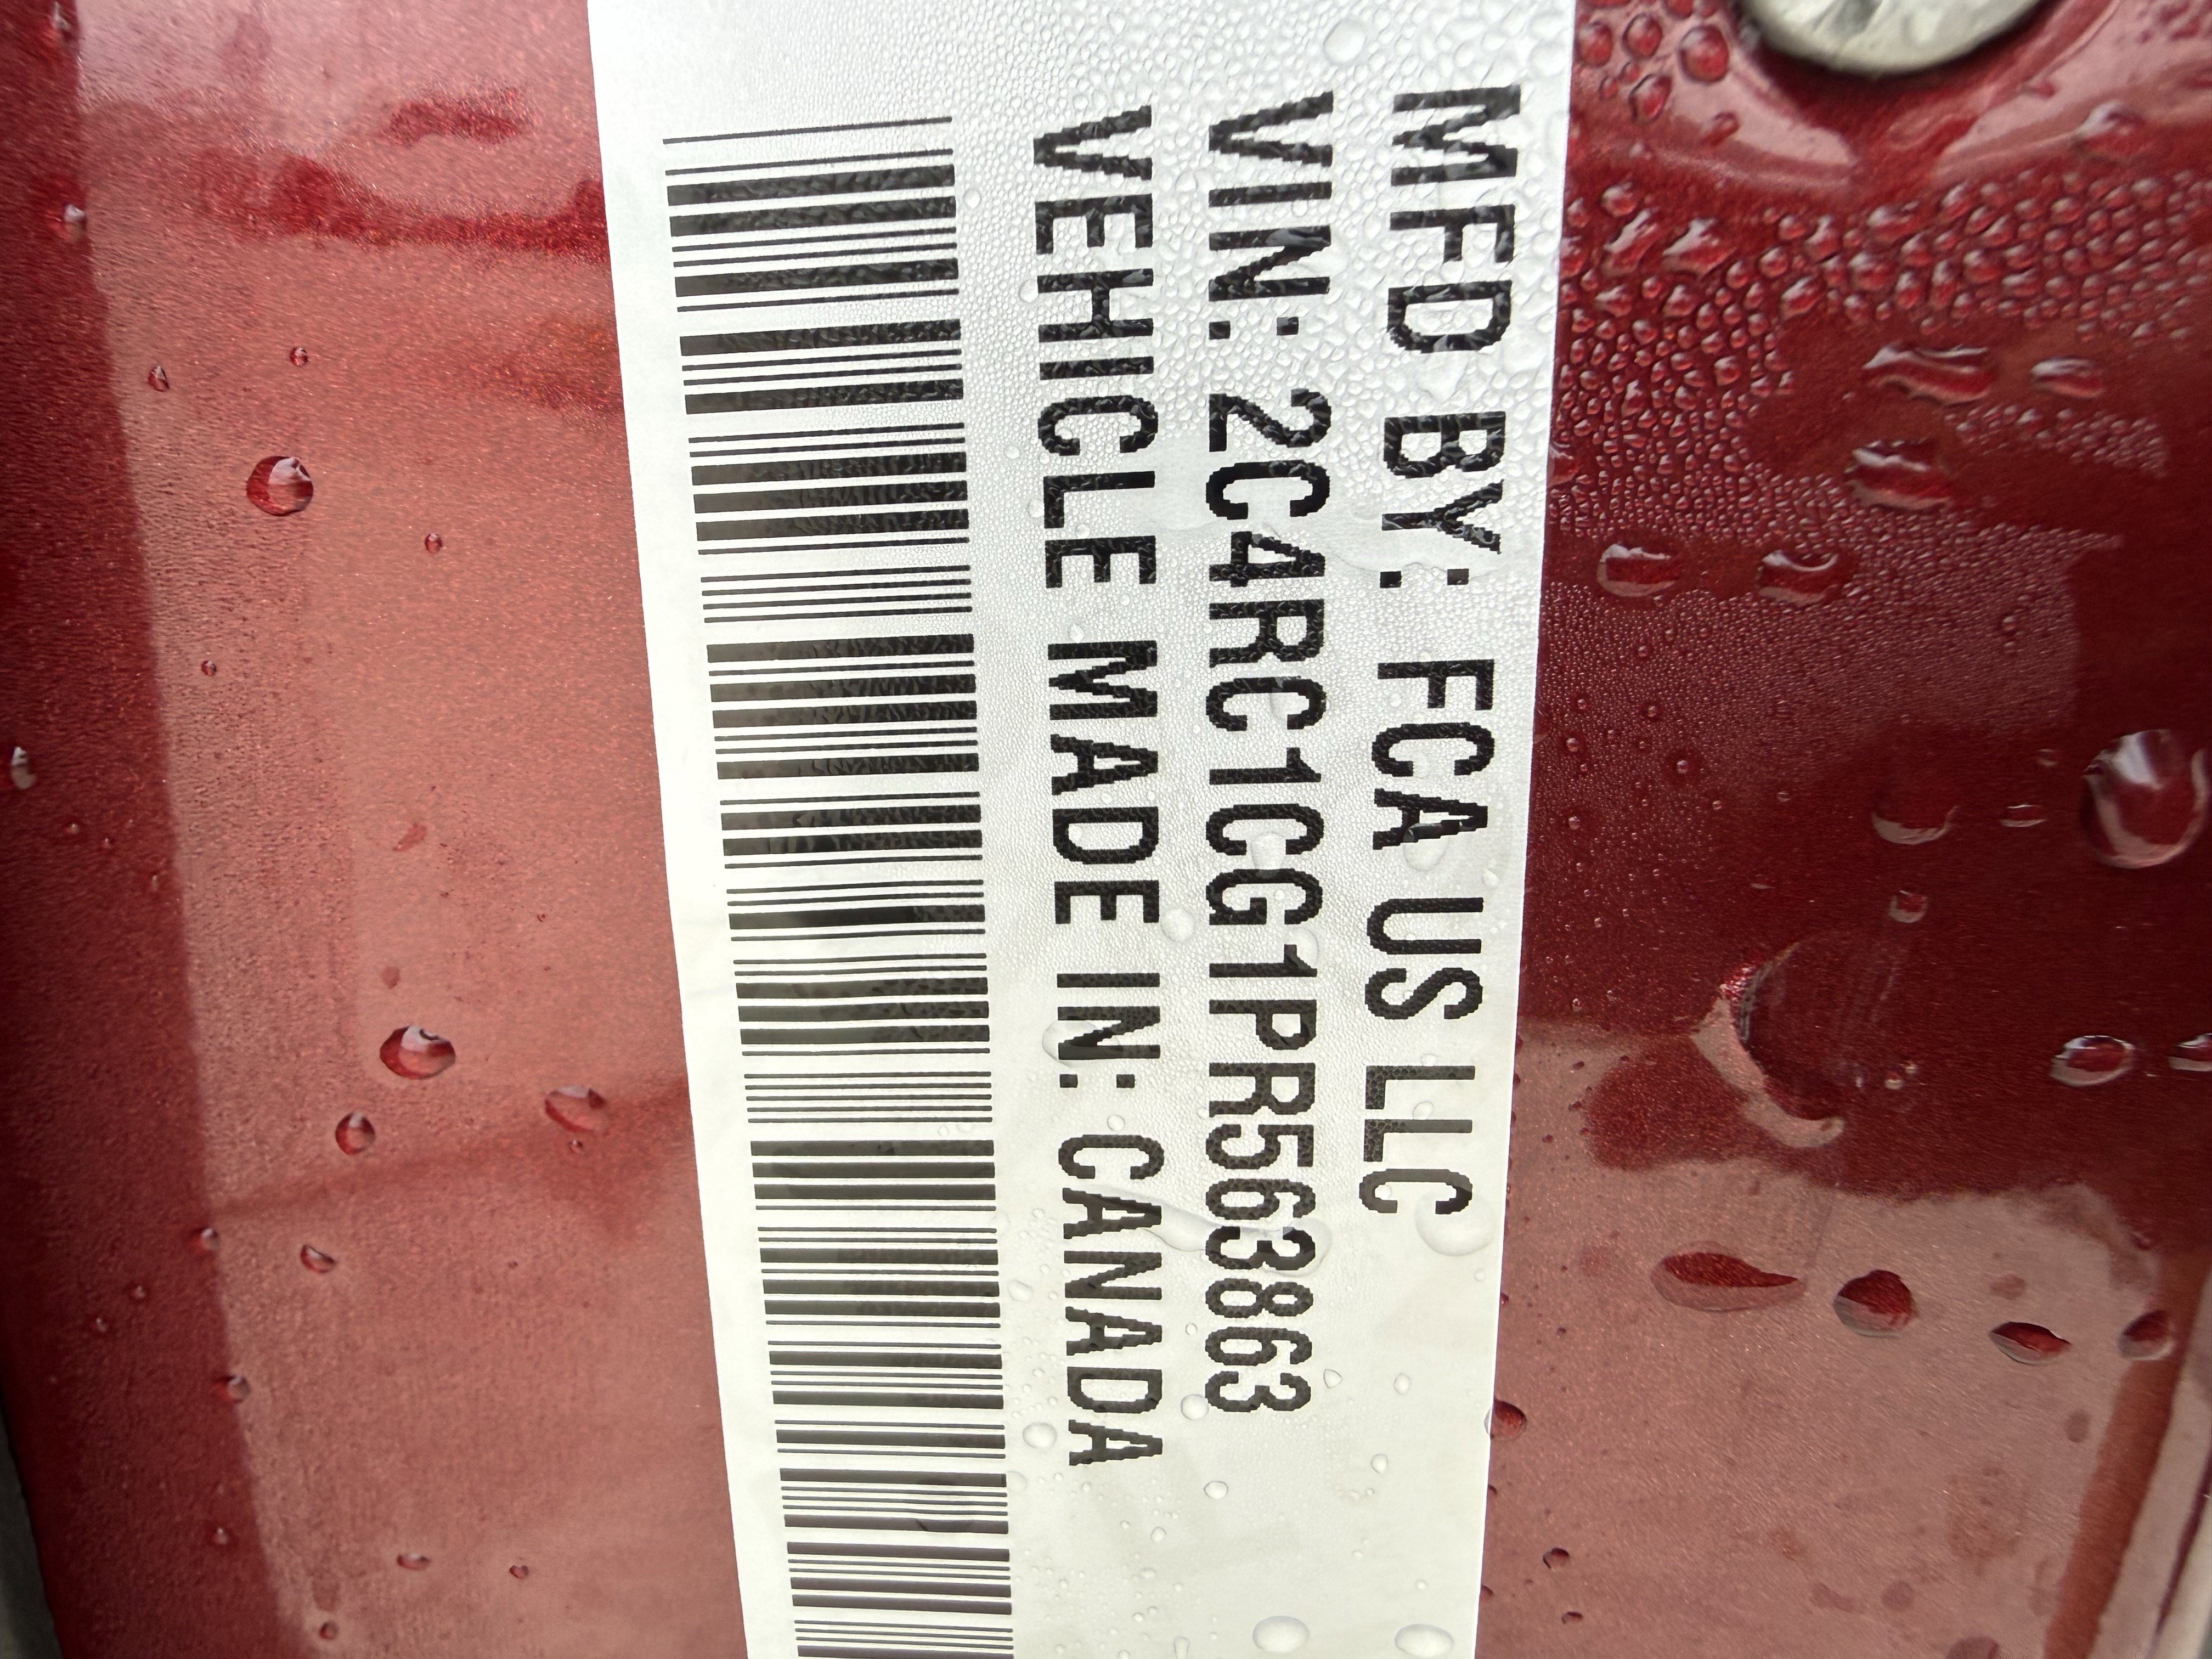 MFD BY: FCA US LLC
VIN: 2C4RC1CG1PR563863
VEHICLE MADE IN: CANADA